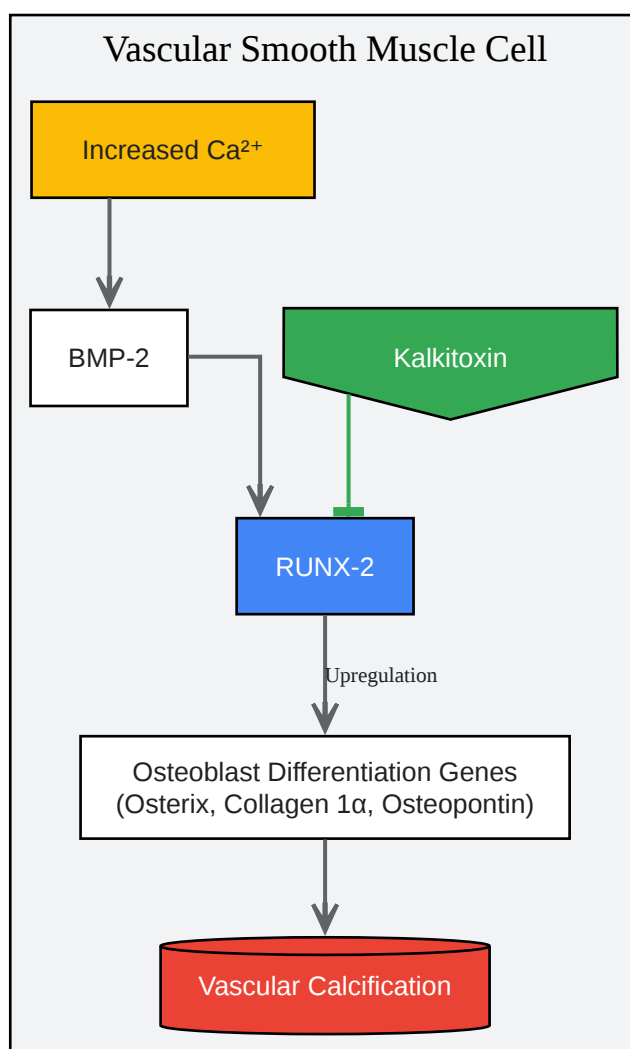 Vascular Smooth Muscle Cell
Increased Ca²⁺
BMP-2
Kalkitoxin
RUNX-2
Upregulation
Osteoblast Differentiation Genes
(Osterix, Collagen 1α, Osteopontin)
Vascular Calcification